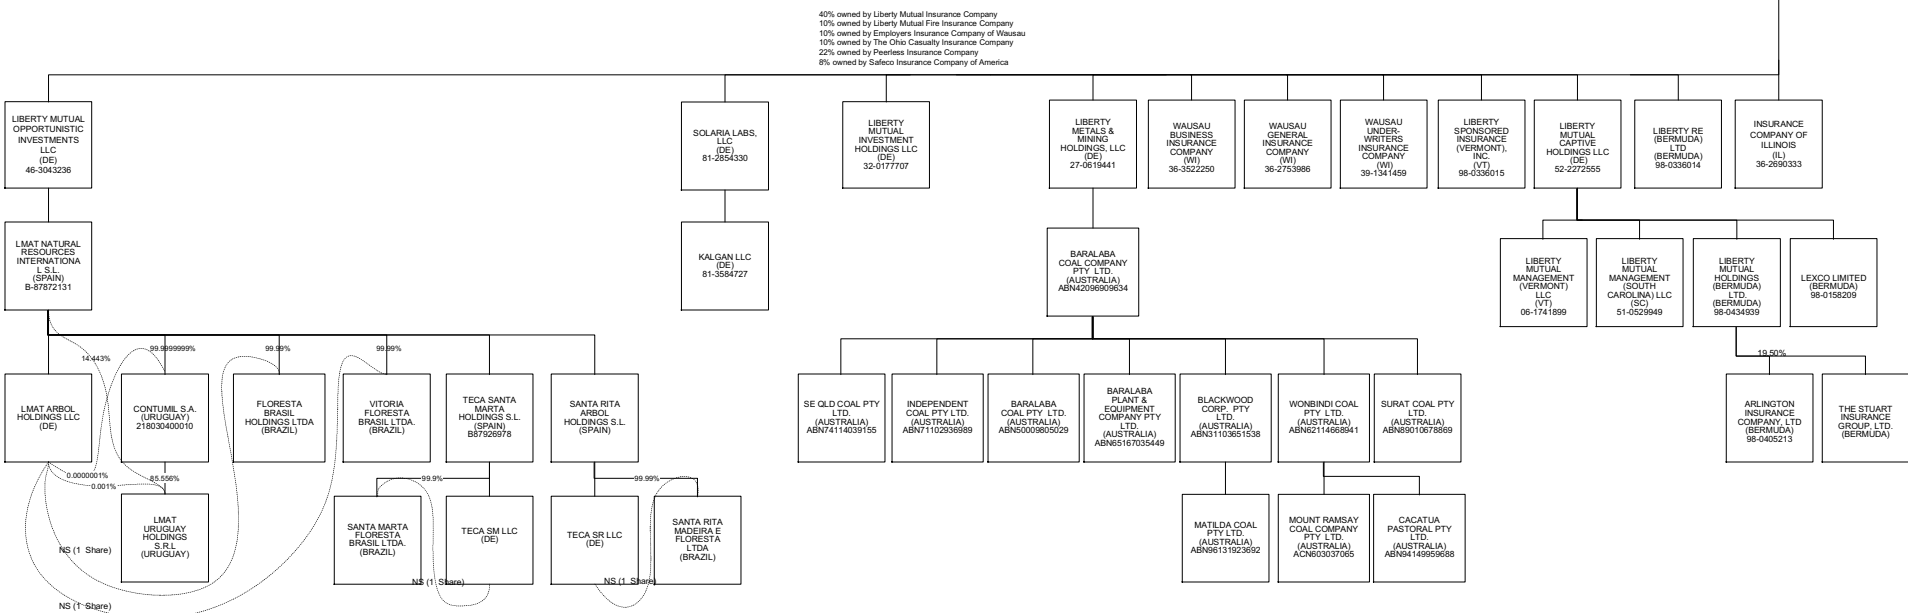 40% owned by Liberty Mutual Insurance Company
10% owned by Liberty Mutual Fire Insurance Company
10% owned by Employers Insurance Company of Wausau
10% owned by The Ohio Casualty Insurance Company
22% owned by Peerless Insurance Company
8% owned by Safeco Insurance Company of America
LIBERTY MUTUAL
OPPORTUNISTIC
INVESTMENTS
LLC
(DE)
46-3043236
SOLARIA LABS,
LLC
(DE)
81-2854330
LIBERTY
MUTUAL
INVESTMENT
HOLDINGS LLC
(DE)
32-0177707
LIBERTY
METALS &
MINING
HOLDINGS, LLC
(DE)
27-0619441
WAUSAU
BUSINESS
INSURANCE
COMPANY
(WI)
36-3522250
WAUSAU
GENERAL
INSURANCE
COMPANY
(WI)
36-2753986
WAUSAU
UNDER-
WRITERS
INSURANCE
COMPANY
(WI)
39-1341459
LIBERTY
SPONSORED
INSURANCE
(VERMONT),
INC.
(VT)
98-0336015
LIBERTY
MUTUAL
CAPTIVE
HOLDINGS LLC
(DE)
52-2272555
LIBERTY RE
(BERMUDA)
LTD
(BERMUDA)
98-0336014
INSURANCE
COMPANY OF
ILLINOIS
(IL)
36-2690333
LMAT NATURAL
RESOURCES
INTERNATIONA
L S.L.
(SPAIN)
B-87872131
KALGAN LLC
(DE)
81-3584727
BARALABA
COAL COMPANY
PTY LTD.
(AUSTRALIA)
ABN42096909634
LIBERTY
MUTUAL
MANAGEMENT
(VERMONT)
LLC
(VT)
06-1741899
LIBERTY
MUTUAL
MANAGEMENT
(SOUTH
CAROLINA) LLC
(SC)
51-0529949
LIBERTY
MUTUAL
HOLDINGS
(BERMUDA)
LTD.
(BERMUDA)
98-0434939
LEXCO LIMITED
(BERMUDA)
98-0158209
14.443%
99.9999999%
99.99%
99.99%
19.50%
LMAT ARBOL
HOLDINGS LLC
(DE)
CONTUMIL S.A.
(URUGUAY)
218030400010
FLORESTA
BRASIL
HOLDINGS LTDA
(BRAZIL)
VITORIA
FLORESTA
BRASIL LTDA.
(BRAZIL)
TECA SANTA
MARTA
HOLDINGS S.L.
(SPAIN)
B87926978
SANTA RITA
ARBOL
HOLDINGS S.L.
(SPAIN)
SE QLD COAL PTY
LTD.
(AUSTRALIA)
ABN74114039155
INDEPENDENT
COAL PTY LTD.
(AUSTRALIA)
ABN71102936989
BARALABA
COAL PTY LTD.
(AUSTRALIA)
ABN50009805029
BARALABA
PLANT &
EQUIPMENT
COMPANY PTY
LTD.
(AUSTRALIA)
ABN65167035449
BLACKWOOD
CORP. PTY
LTD.
(AUSTRALIA)
ABN31103651538
WONBINDI COAL
PTY LTD.
(AUSTRALIA)
ABN62114668941
SURAT COAL PTY
LTD.
(AUSTRALIA)
ABN89010678869
ARLINGTON
INSURANCE
COMPANY, LTD
(BERMUDA)
98-0405213
THE STUART
INSURANCE
GROUP, LTD.
(BERMUDA)
0.0000001%
0.001%
85.556%
99.9%
99.99%
LMAT
URUGUAY
HOLDINGS
S.R.L
(URUGUAY)
SANTA MARTA
FLORESTA
BRASIL LTDA.
(BRAZIL)
TECA SM LLC
(DE)
TECA SR LLC
(DE)
SANTA RITA
MADEIRA E
FLORESTA
LTDA
(BRAZIL)
MATILDA COAL
PTY LTD.
(AUSTRALIA)
ABN96131923692
MOUNT RAMSAY
COAL COMPANY
PTY LTD.
(AUSTRALIA)
ACN603037065
CACATUA
PASTORAL PTY
LTD.
(AUSTRALIA)
ABN94149959688
NS (1 Share)
NS (1 Share)
NS (1 Share)
NS (1 Share)